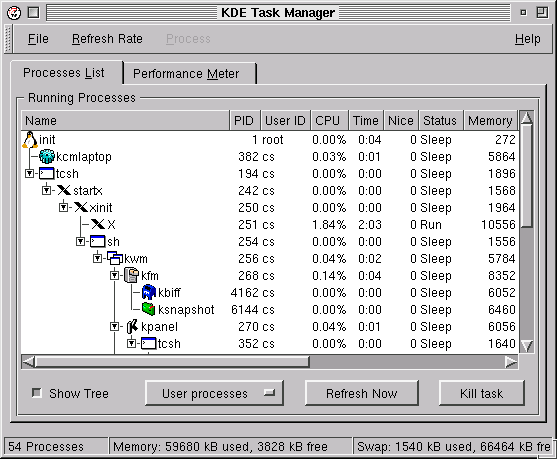 KDE Task Manager
File Refresh Rate Process Help
Processes List Performance Meter
Running Processes
Name PID User ID CPU Time Nice Status Memory
init 1 root 0.00% 0:04 0 Sleep 272
kcmlaptop 382 cs 0.03% 0:01 0 Sleep 5864
tcsh 194 cs 0.00% 0:00 0 Sleep 1896
startx 242 cs 0.00% 0:00 0 Sleep 1568
xinit 250 cs 0.00% 0:00 0 Sleep 1964
X 251 cs 1.84% 2:03 0 Run 10556
sh 254 cs 0.00% 0:00 0 Sleep 1556
kwm 256 cs 0.04% 0:02 0 Sleep 5784
kfm 268 cs 0.14% 0:04 0 Sleep 8352
kbiff 4162 cs 0.00% 0:00 0 Sleep 6052
ksnapshot 6144 cs 0.00% 0:00 0 Sleep 6460
kpanel 270 cs 0.04% 0:01 0 Sleep 6056
tcsh 352 cs 0.00% 0:00 0 Sleep 1640
Show Tree User processes Refresh Now Kill task
54 Processes Memory: 59680 kB used, 3828 kB free Swap: 1540 kB used, 66464 kB free